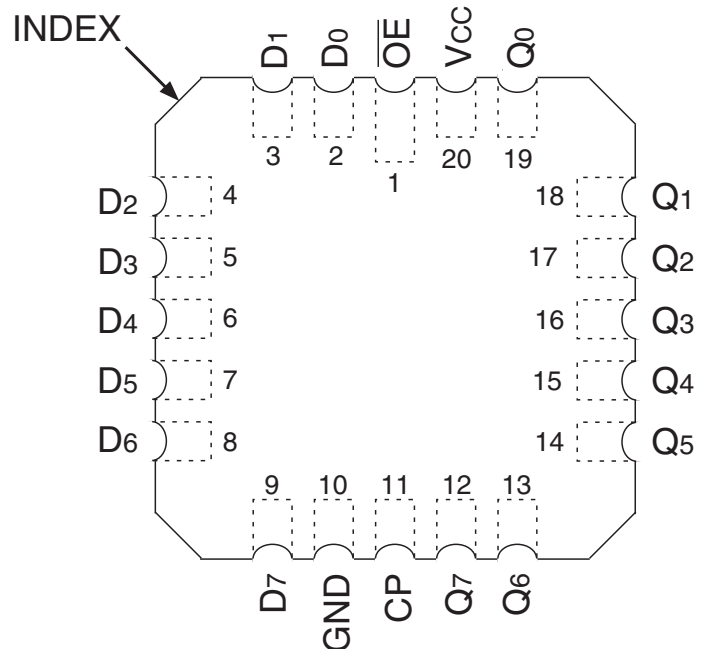 INDEX
D1 D0 O̅E̅ VCC Q0
3 2 1 20 19
D2 4 18 Q1
D3 5 17 Q2
D4 6 16 Q3
D5 7 15 Q4
D6 8 14 Q5
9 10 11 12 13
D7 GND CP Q7 Q6